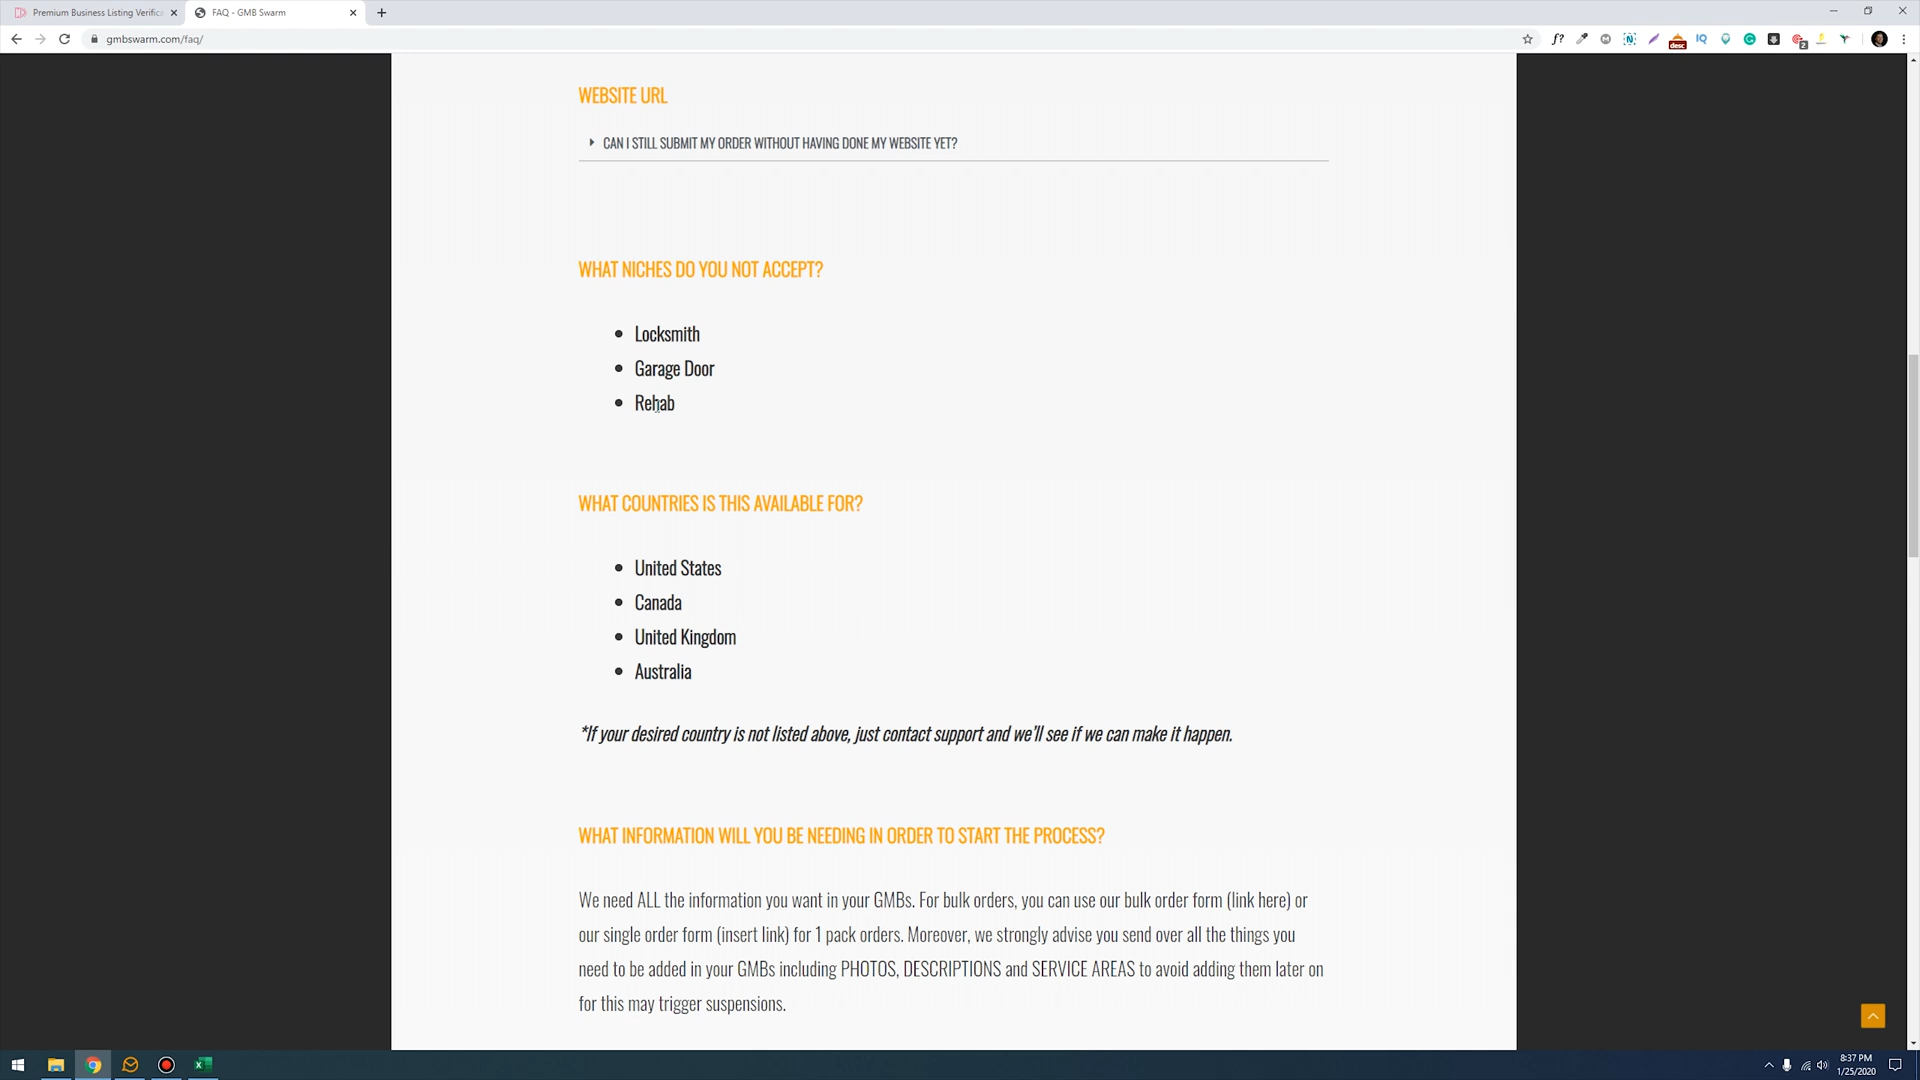 Premium Business Listing Verifica
FAQ - GMB Swarm
gmbswarm.com/faq/
WEBSITE URL
CAN I STILL SUBMIT MY ORDER WITHOUT HAVING DONE MY WEBSITE YET?
WHAT NICHES DO YOU NOT ACCEPT?
• Locksmith
• Garage Door
• Rehab
WHAT COUNTRIES IS THIS AVAILABLE FOR?
• United States
• Canada
• United Kingdom
• Australia
*If your desired country is not listed above, just contact support and we'll see if we can make it happen.
WHAT INFORMATION WILL YOU BE NEEDING IN ORDER TO START THE PROCESS?
We need ALL the information you want in your GMBs. For bulk orders, you can use our bulk order form (link here) or
our single order form (insert link) for 1 pack orders. Moreover, we strongly advise you send over all the things you
need to be added in your GMBs including PHOTOS, DESCRIPTIONS and SERVICE AREAS to avoid adding them later on
for this may trigger suspensions.
8:37 PM
1/25/2020